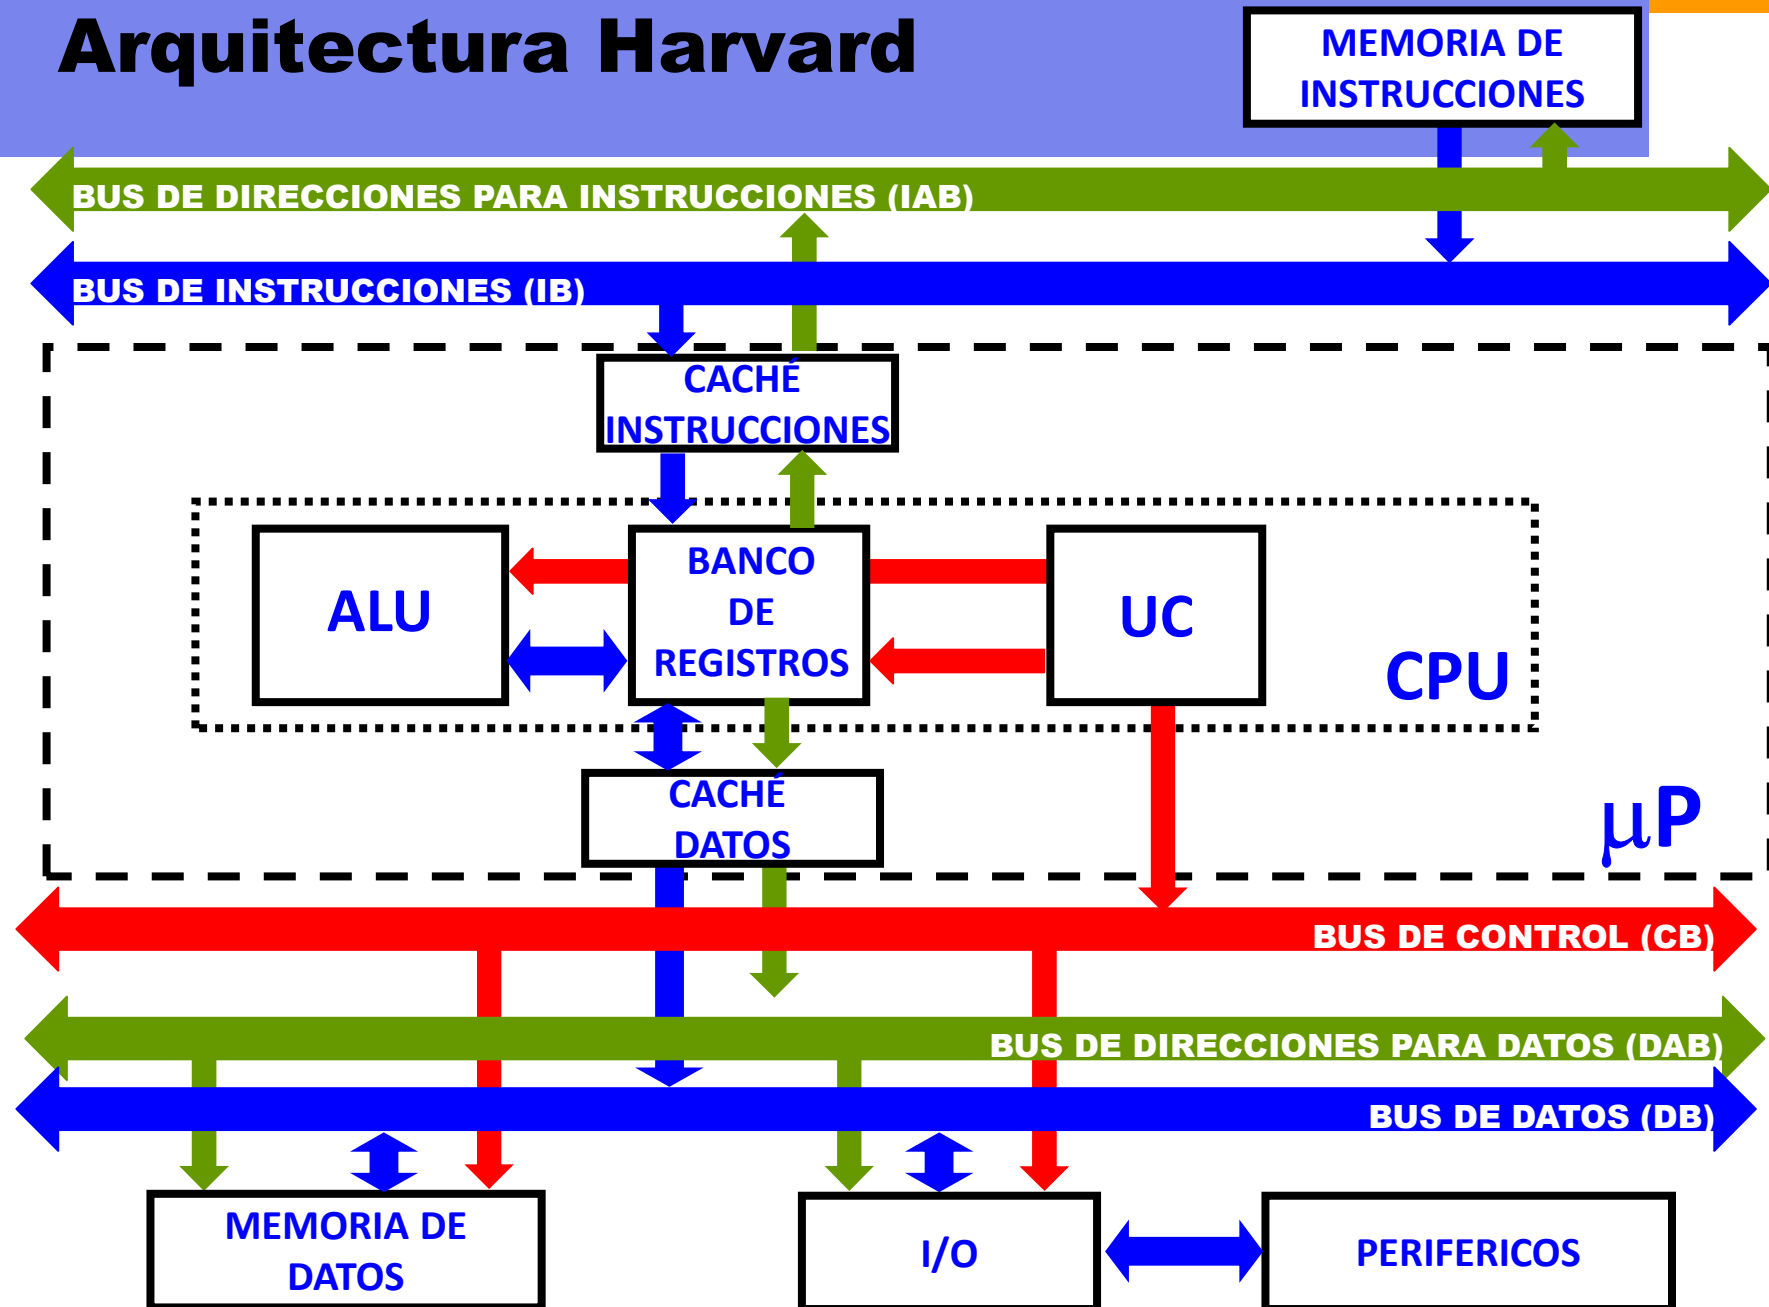 Arquitectura Harvard
MEMORIA DE
INSTRUCCIONES
BUS DE DIRECCIONES PARA INSTRUCCIONES (IAB)
BUS DE INSTRUCCIONES (IB)
CACHÉ
INSTRUCCIONES
ALU
BANCO
DE
REGISTROS
UC
CPU
CACHÉ
DATOS
µP
BUS DE CONTROL (CB)
BUS DE DIRECCIONES PARA DATOS (DAB)
BUS DE DATOS (DB)
MEMORIA DE
DATOS
I/O
PERIFERICOS